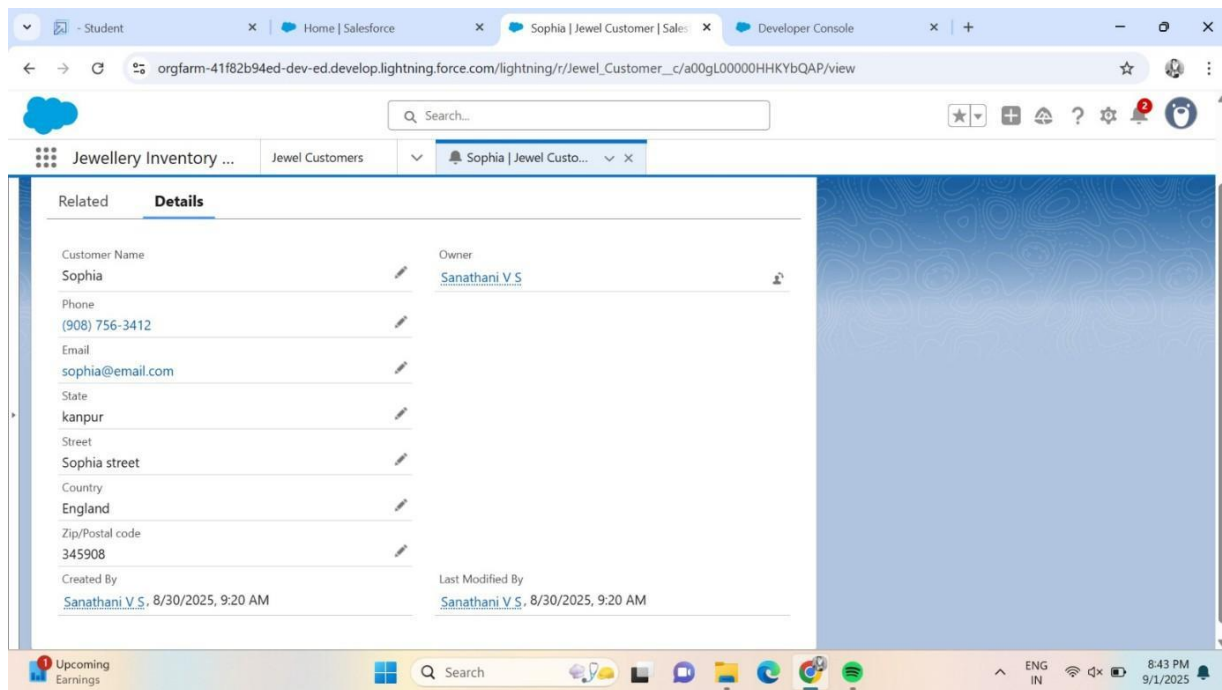 - Student
Home | Salesforce
Sophia | Jewel Customer | Sales
Developer Console
orgfarm-41f82b94ed-dev-ed.develop.lightning.force.com/lightning/r/Jewel_Customer__c/a00gL00000HHKYbQAP/view
Search...
2
Jewellery Inventory ...
Jewel Customers
Sophia | Jewel Custo...
Related
Details
Customer Name
Sophia
Owner
Sanathani V S
Phone
(908) 756-3412
Email
sophia@email.com
State
kanpur
Street
Sophia street
Country
England
Zip/Postal code
345908
Created By
Sanathani V S, 8/30/2025, 9:20 AM
Last Modified By
Sanathani V S, 8/30/2025, 9:20 AM
1
Upcoming
Earnings
Search
ENG
IN
8:43 PM
9/1/2025